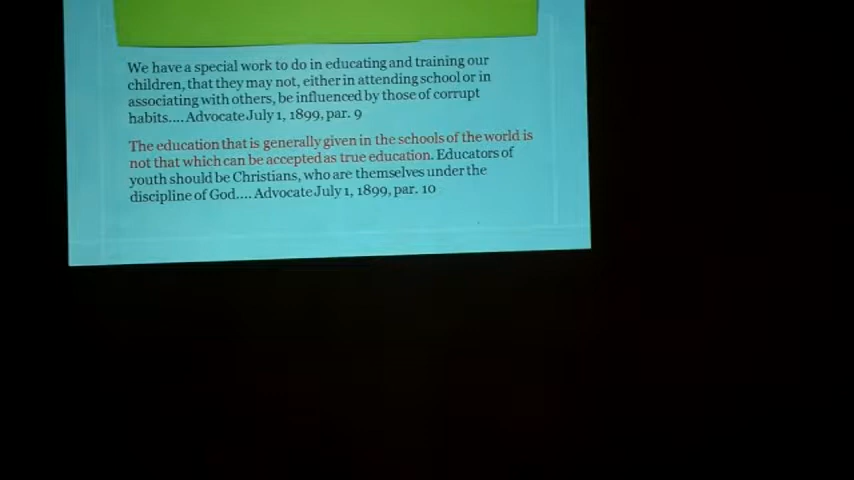 We have a special work to do in educating and training our
children, that they may not, either in attending school or in
associating with others, be influenced by those of corrupt
habits.... Advocate July 1, 1899, par. 9
The education that is generally given in the schools of the world is
not that which can be accepted as true education. Educators of
youth should be Christians, who are themselves under the
discipline of God.... Advocate July 1, 1899, par. 10